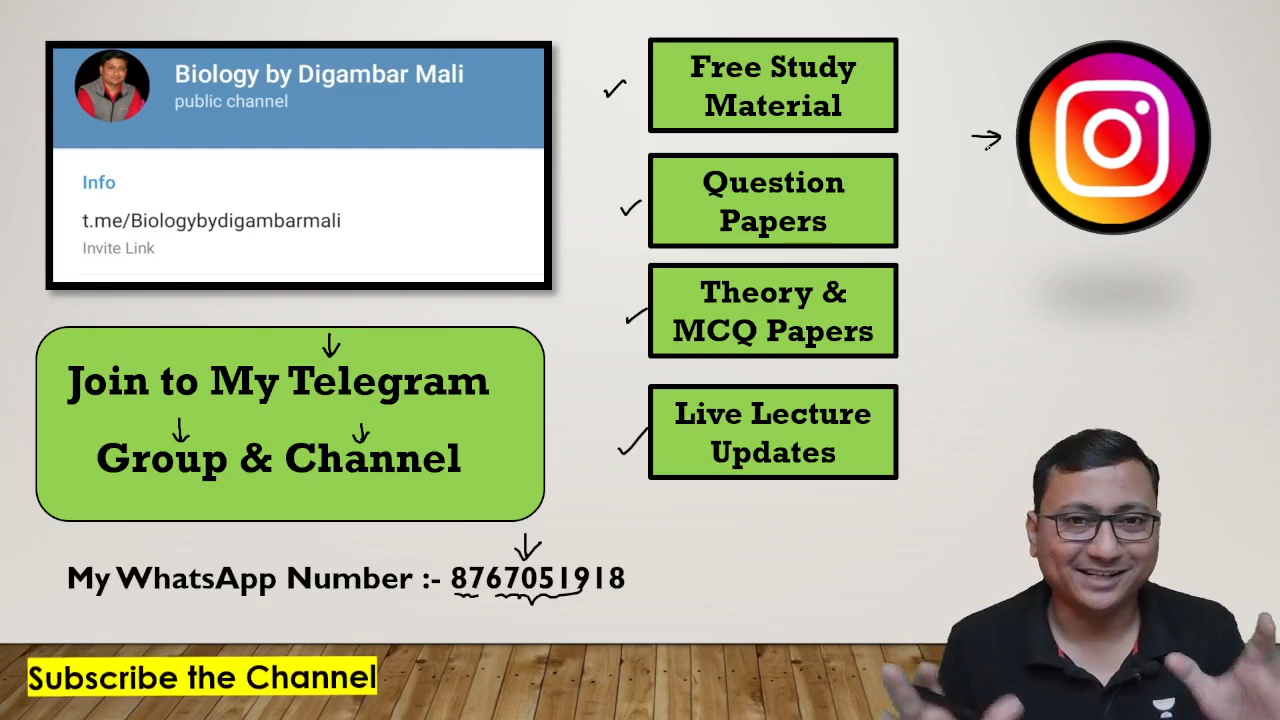 Biology by Digambar Mali
public channel
Info
t.me/Biologybydigambarmali
Invite Link
Join to My Telegram
Group & Channel
My WhatsApp Number :- 8767051918
Subscribe the Channel
Free Study
Material
Question
Papers
Theory &
MCQ Papers
Live Lecture
Updates